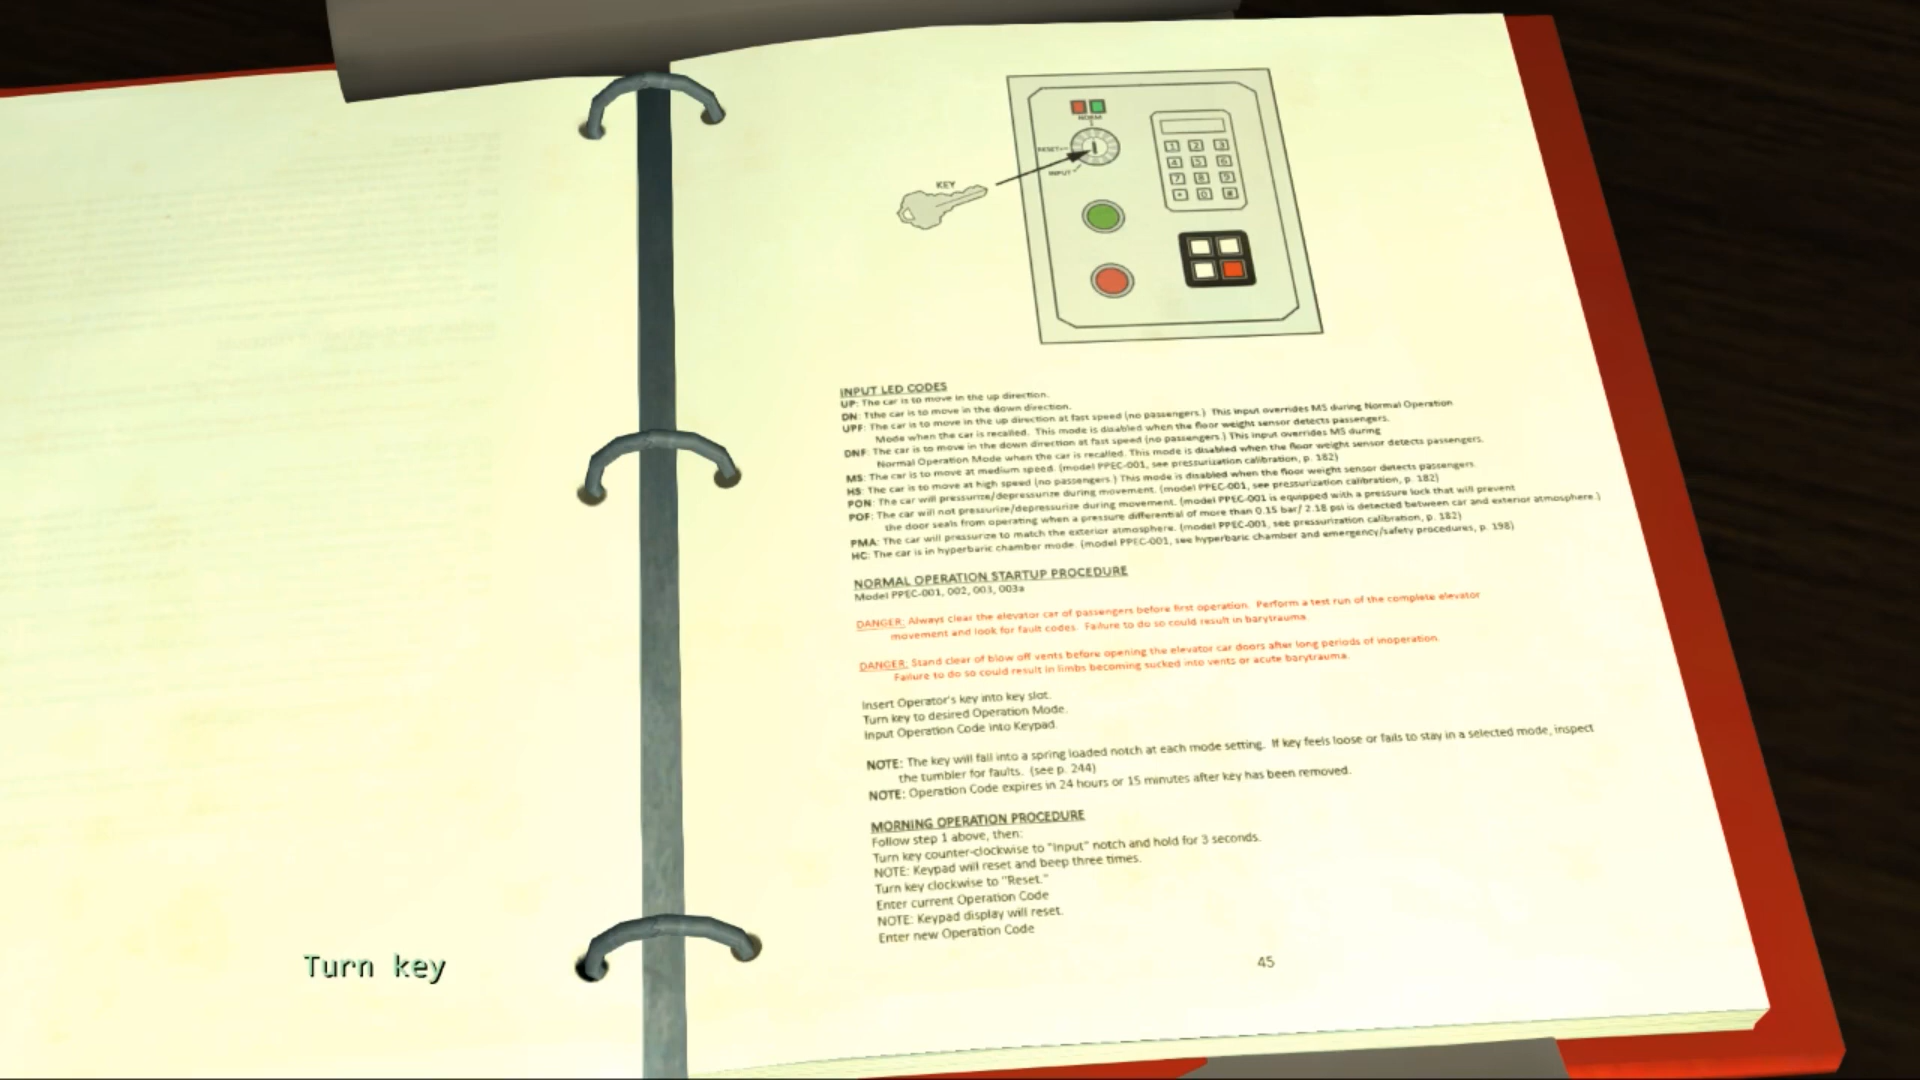 NORM
RESET
INPUT
KEY
1 2 3
4 5 6
7 8 9
0 #
INPUT LED CODES
UP: The car is to move in the up direction.
DN: Tthe car is to move in the down direction.
UPF: The car is to move in the up direction at fast speed (no passengers.) This input overrides MS during Normal Operation
Mode when the car is recalled. This mode is disabled when the floor weight sensor detects passengers.
DNF: The car is to move in the down direction at fast speed (no passengers.) This input overrides MS during
Normal Operation Mode when the car is recalled. This mode is disabled when the floor weight sensor detects passengers.
MS: The car is to move at medium speed. (model PPEC-001, see pressurization calibration, p. 182)
HS: The car is to move at high speed (no passengers.) This mode is disabled when the floor weight sensor detects passengers.
PON: The car will pressurize/depressurize during movement. (model PPEC-001, see pressurization calibration, p. 182)
POF: The car will not pressurize/depressurize during movement. (model PPEC-001 is equipped with a pressure lock that will prevent
the door seals from operating when a pressure differential of more than 0.15 bar/ 2.18 psi is detected between car and exterior atmosphere.)
PMA: The car will pressurize to match the exterior atmosphere. (model PPEC-001, see pressurization calibration, p. 182)
HC: The car is in hyperbaric chamber mode. (model PPEC-001, see hyperbaric chamber and emergency/safety procedures, p. 198)
NORMAL OPERATION STARTUP PROCEDURE
Model PPEC-001, 002, 003, 003a
DANGER: Always clear the elevator car of passengers before first operation. Perform a test run of the complete elevator
movement and look for fault codes. Failure to do so could result in barytrauma.
DANGER: Stand clear of blow off vents before opening the elevator car doors after long periods of inoperation.
Failure to do so could result in limbs becoming sucked into vents or acute barytrauma.
Insert Operator's key into key slot.
Turn key to desired Operation Mode.
Input Operation Code into Keypad.
NOTE: The key will fall into a spring loaded notch at each mode setting. If key feels loose or fails to stay in a selected mode, inspect
the tumbler for faults. (see p. 244)
NOTE: Operation Code expires in 24 hours or 15 minutes after key has been removed.
MORNING OPERATION PROCEDURE
Follow step 1 above, then:
Turn key counter-clockwise to "Input" notch and hold for 3 seconds.
NOTE: Keypad will reset and beep three times.
Turn key clockwise to "Reset."
Enter current Operation Code
NOTE: Keypad display will reset.
Enter new Operation Code
45
Turn key